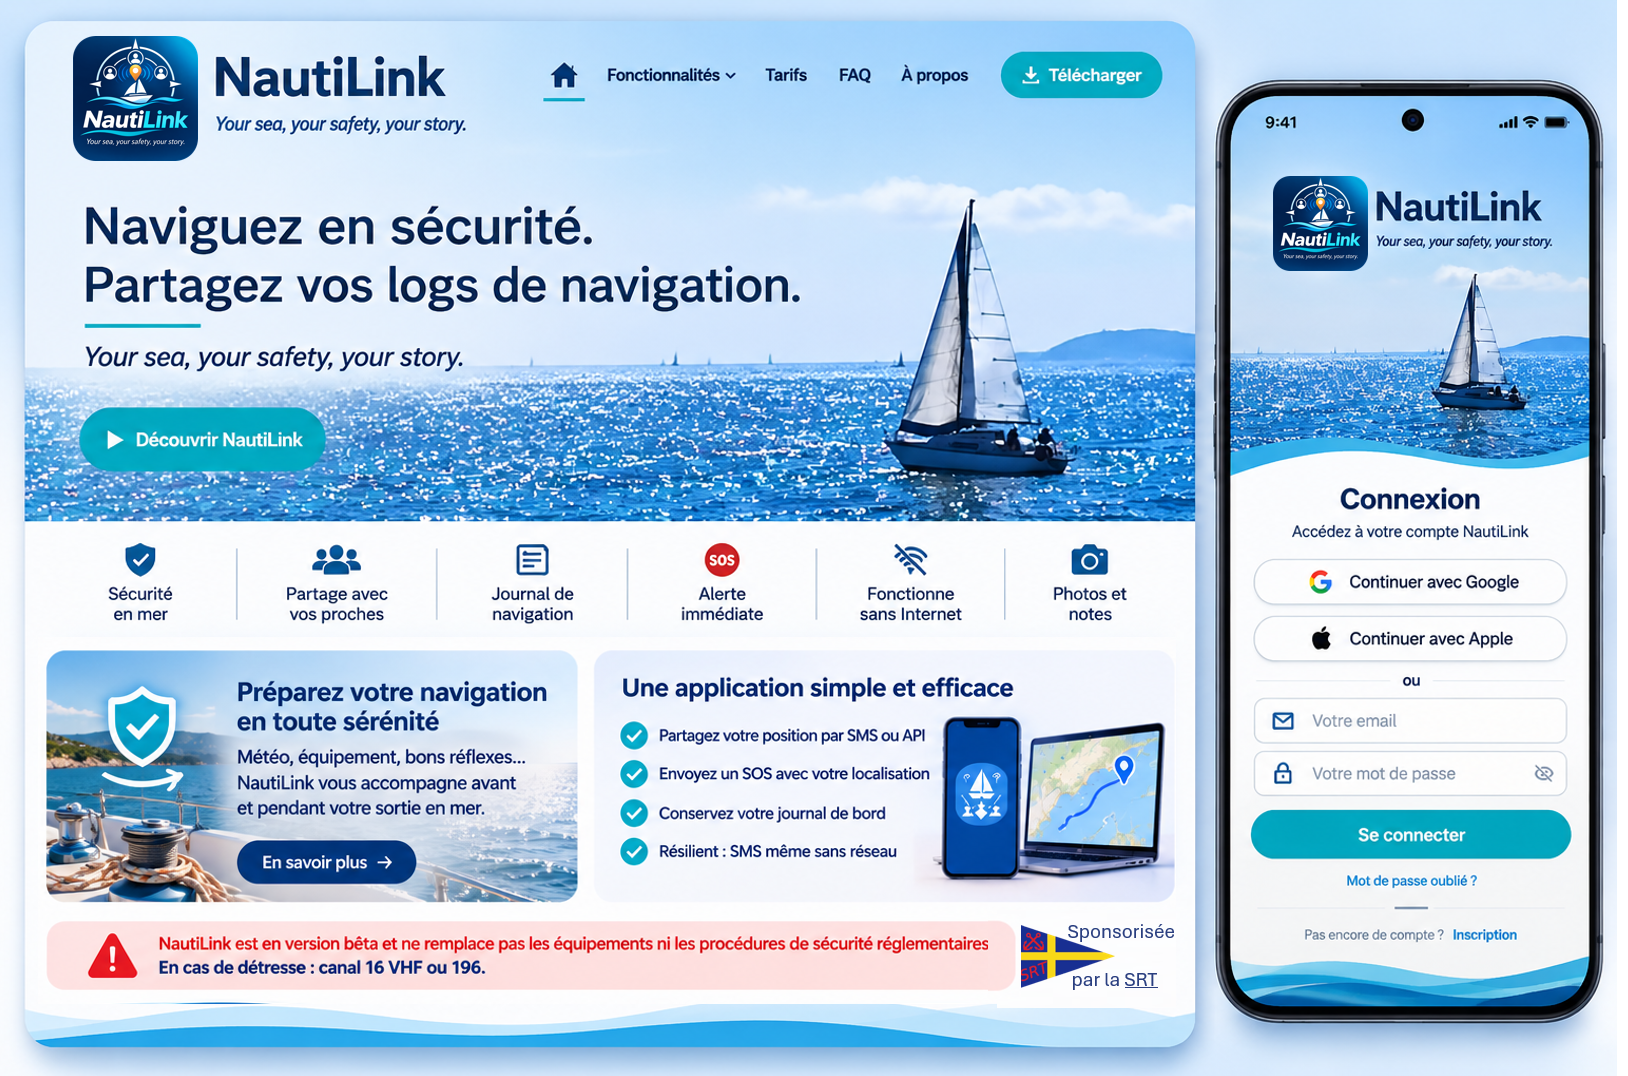 NautiLink
Your sea, your safety, your story.
NautiLink
Your sea, your safety, your story.
Fonctionnalités
Tarifs
FAQ
À propos
Télécharger
Naviguez en sécurité.
Partagez vos logs de navigation.
Your sea, your safety, your story.
Découvrir NautiLink
Sécurité
en mer
Partage avec
vos proches
Journal de
navigation
SOS
Alerte
immédiate
Fonctionne
sans Internet
Photos et
notes
Préparez votre navigation
en toute sérénité
Météo, équipement, bons réflexes...
NautiLink vous accompagne avant
et pendant votre sortie en mer.
En savoir plus →
Une application simple et efficace
Partagez votre position par SMS ou API
Envoyez un SOS avec votre localisation
Conservez votre journal de bord
Résilient : SMS même sans réseau
NautiLink est en version bêta et ne remplace pas les équipements ni les procédures de sécurité réglementaires
En cas de détresse : canal 16 VHF ou 196.
SRT
Sponsorisée
par la SRT
9:41
NautiLink
Your sea, your safety, your story.
NautiLink
Your sea, your safety, your story.
Connexion
Accédez à votre compte NautiLink
Continuer avec Google
Continuer avec Apple
ou
Votre email
Votre mot de passe
Se connecter
Mot de passe oublié ?
Pas encore de compte ? Inscription